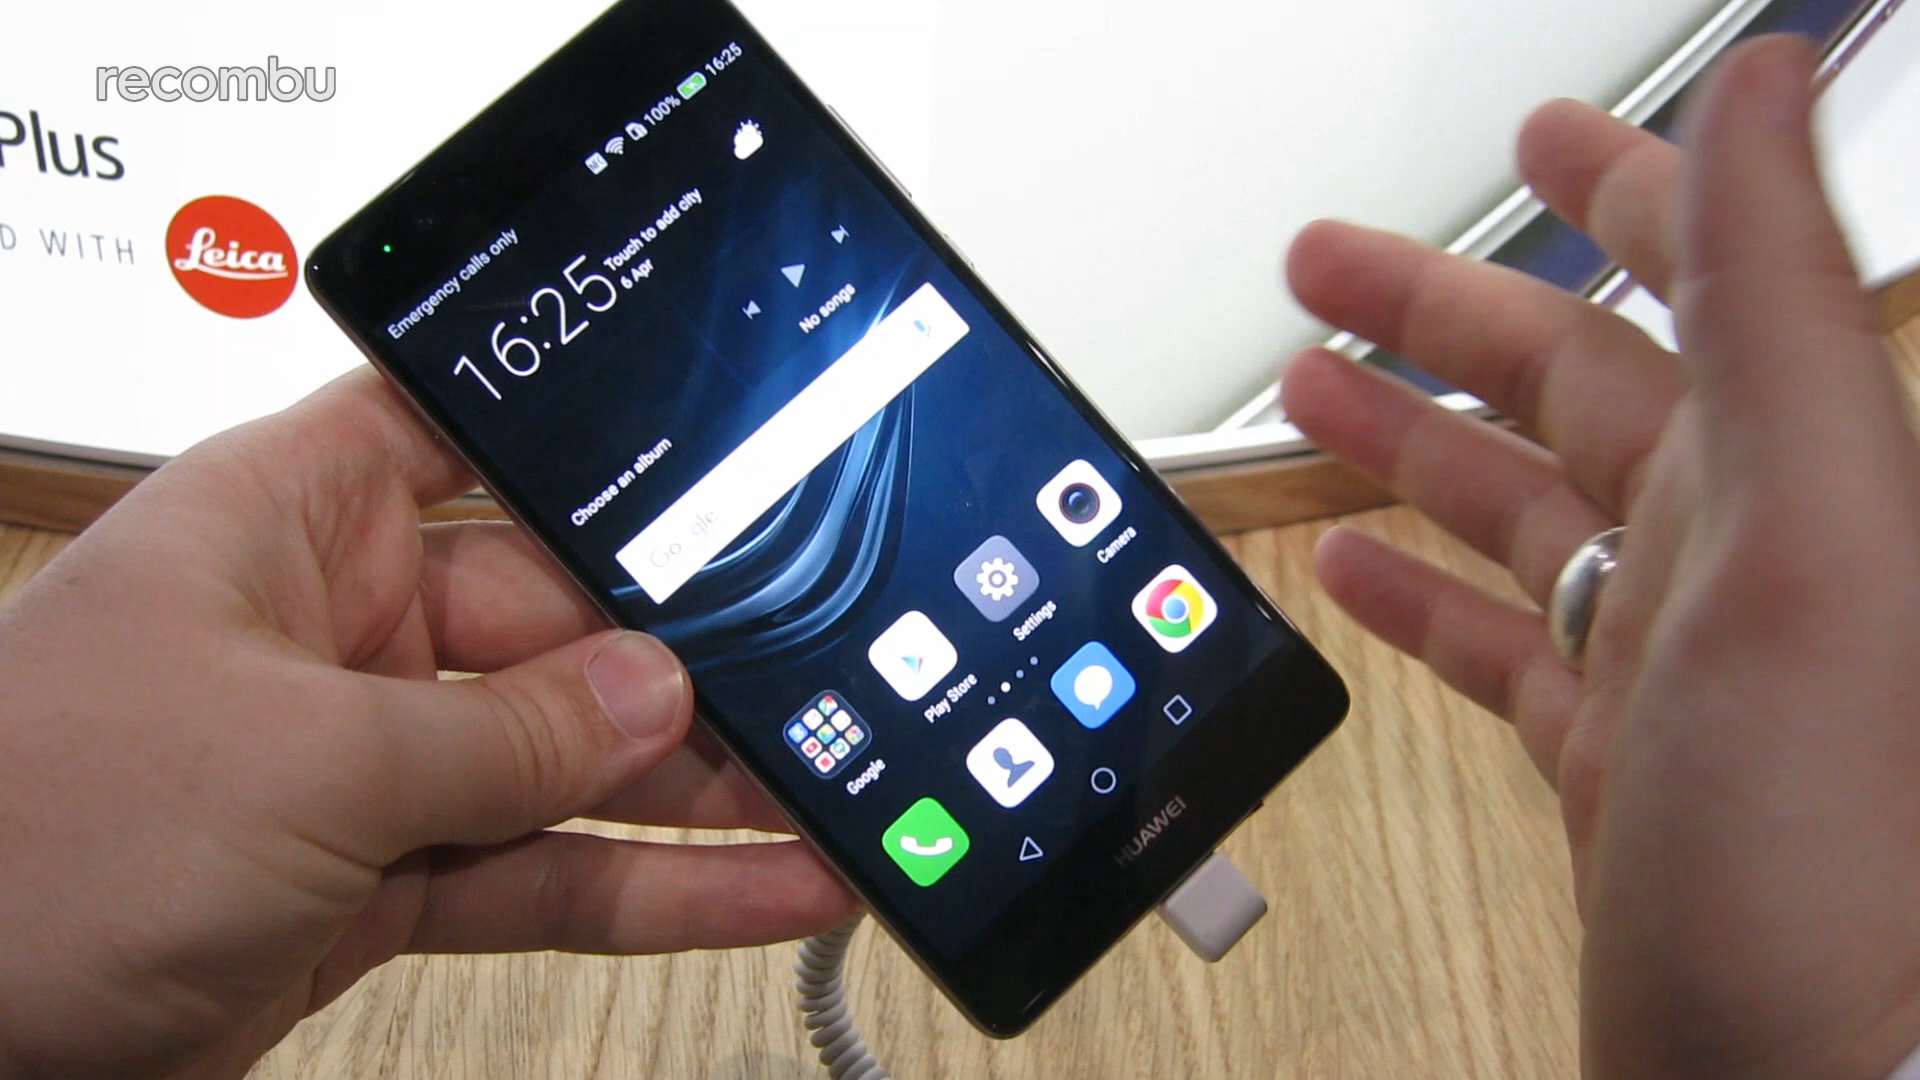 recombu
Plus
D WITH
Leica
100% 16:25
Emergency calls only
16:25
Touch to add city
6 Apr
No songs
Choose an album
Google
Camera
Settings
Play Store
Google
HUAWEI